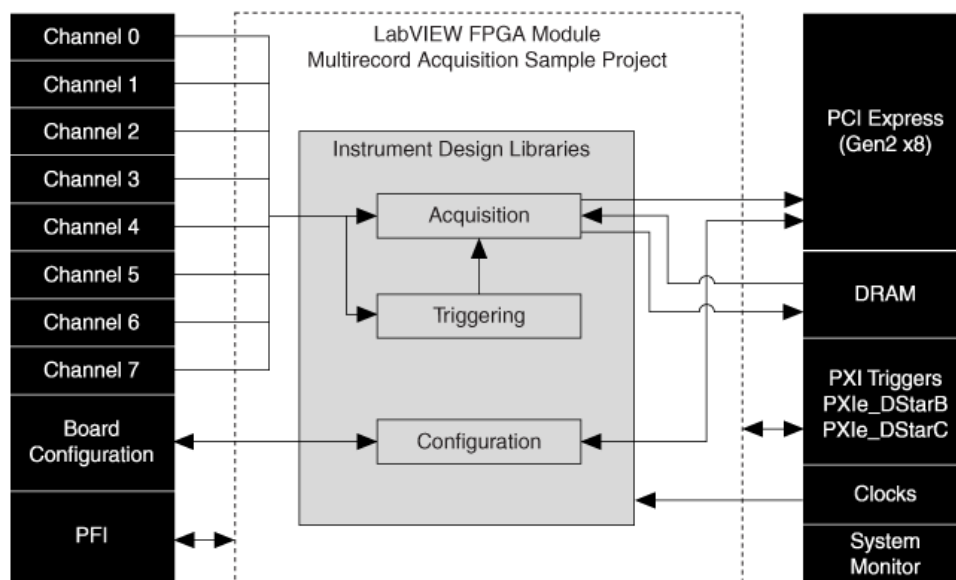 Channel 0
Channel 1
Channel 2
Channel 3
Channel 4
Channel 5
Channel 6
Channel 7
Board
Configuration
PFI
LabVIEW FPGA Module
Multirecord Acquisition Sample Project
Instrument Design Libraries
Acquisition
Triggering
Configuration
PCI Express
(Gen2 x8)
DRAM
PXI Triggers
PXIe_DStarB
PXIe_DStarC
Clocks
System
Monitor